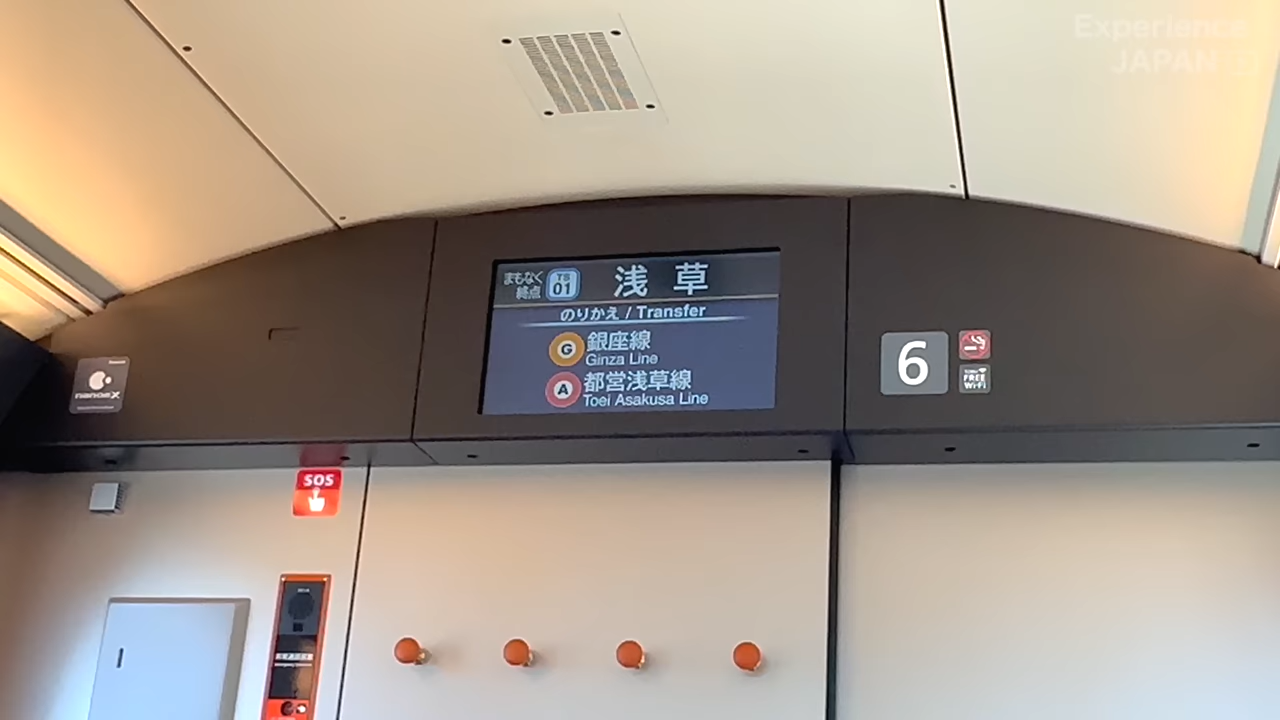 Experience
JAPAN
まもなく
終点
TS
01
浅草
のりかえ / Transfer
G
銀座線
Ginza Line
A
都営浅草線
Toei Asakusa Line
6
FREE
Wi-Fi
nanoe X
SOS